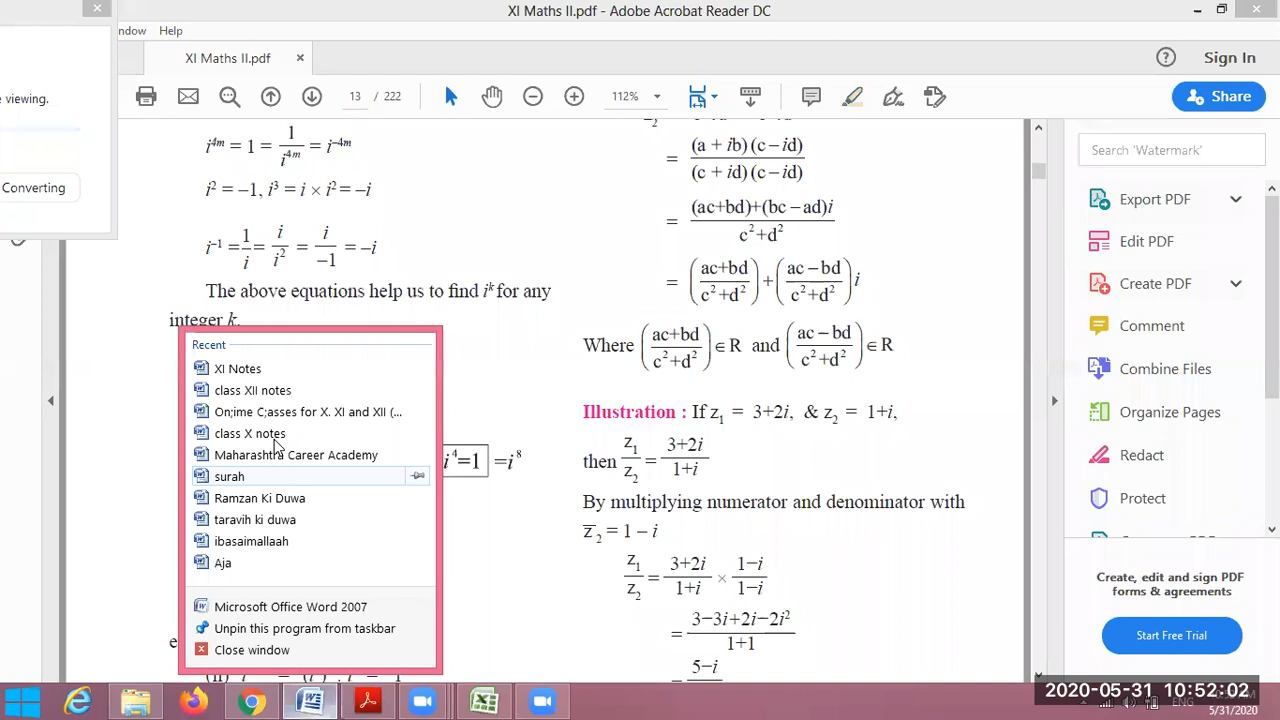 XI Maths II.pdf - Adobe Acrobat Reader DC
ndow Help
XI Maths II.pdf ×
Sign In
13 / 222
112%
Share
e viewing.
Converting
i⁴ᵐ = 1 = 1/i⁴ᵐ = i⁻⁴ᵐ
i² = –1, i³ = i × i² = –i
i⁻¹ = 1/i = i/i² = i/–1 = –i
The above equations help us to find iᵏ for any
integer k.
Recent
XI Notes
class XII notes
On;ime C;asses for X. XI and XII (...
class X notes
Maharashtra Career Academy
surah
Ramzan Ki Duwa
taravih ki duwa
ibasaimallaah
Aja
Microsoft Office Word 2007
Unpin this program from taskbar
Close window
i⁴=1 =i⁸
= (a + ib) (c – id) / (c + id) (c – id)
= (ac+bd)+(bc – ad)i / c²+d²
= (ac+bd / c²+d²) + (ac – bd / c²+d²) i
Where (ac+bd / c²+d²) ∈ R and (ac – bd / c²+d²) ∈ R
Illustration : If z₁ = 3+2i, & z₂ = 1+i,
then z₁/z₂ = 3+2i / 1+i
By multiplying numerator and denominator with
z̅₂ = 1 – i
z₁/z₂ = 3+2i / 1+i × 1–i / 1–i
= 3–3i+2i–2i² / 1+1
5–i
Search 'Watermark'
Export PDF
Edit PDF
Create PDF
Comment
Combine Files
Organize Pages
Redact
Protect
Create, edit and sign PDF
forms & agreements
Start Free Trial
2020-05-31 10:52:02
ENG
5/31/2020